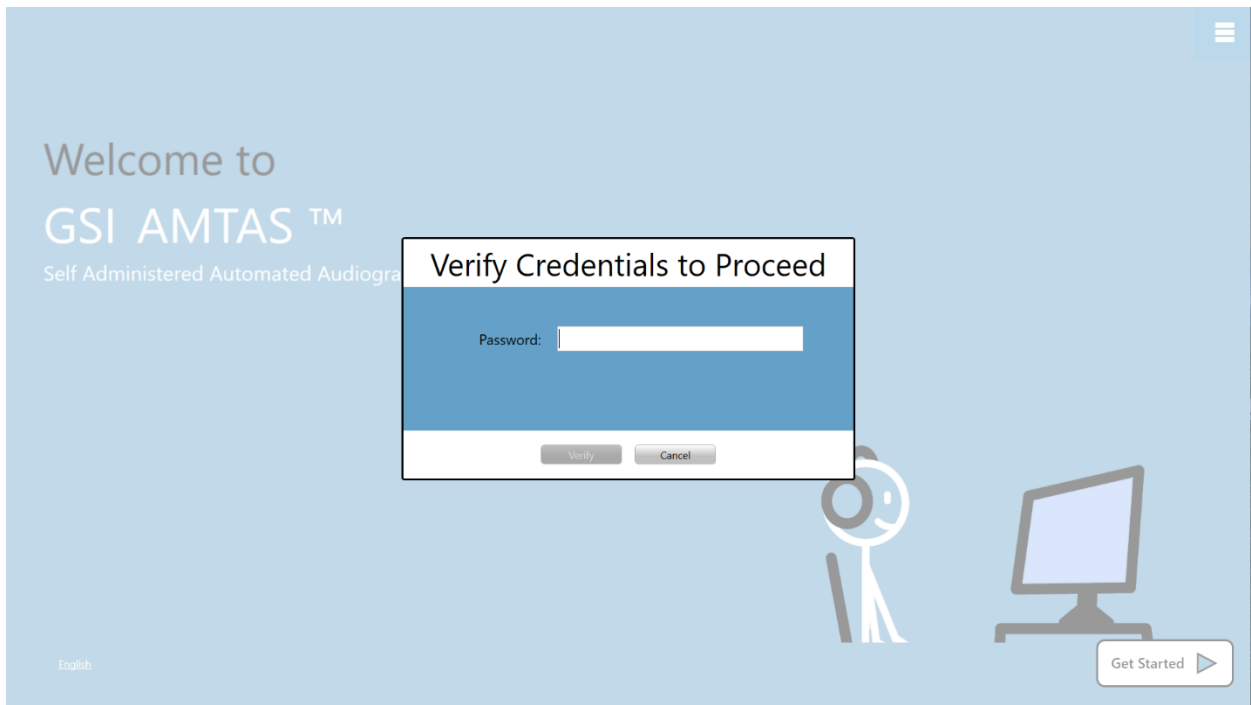 Welcome to
GSI AMTAS ™
Self Administered Automated Audiogra
Verify Credentials to Proceed
Password:
Verify
Cancel
English
Get Started